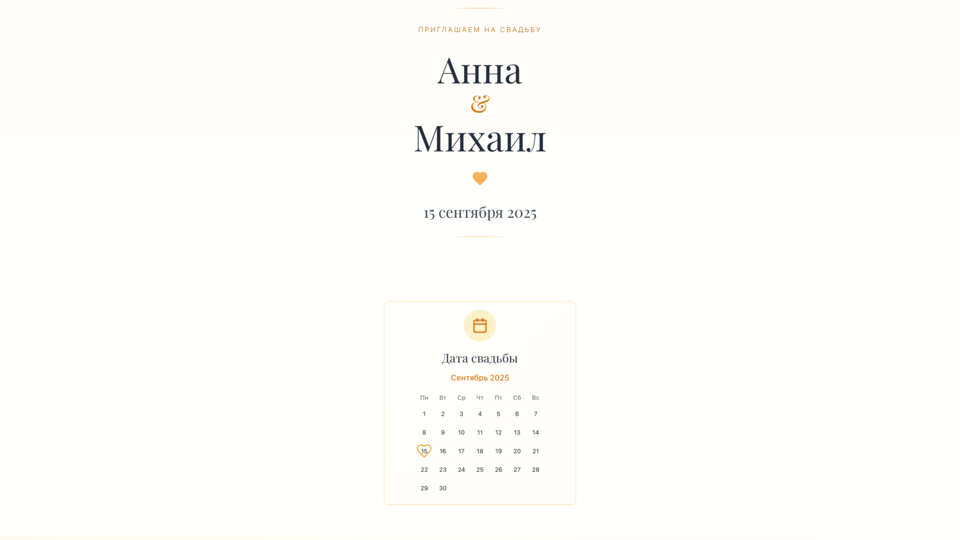 ПРИГЛАШАЕМ НА СВАДЬБУ
Анна
&
Михаил
15 сентября 2025
Дата свадьбы
Сентябрь 2025
Пн Вт Ср Чт Пт Сб Вс
1 2 3 4 5 6 7
8 9 10 11 12 13 14
15 16 17 18 19 20 21
22 23 24 25 26 27 28
29 30